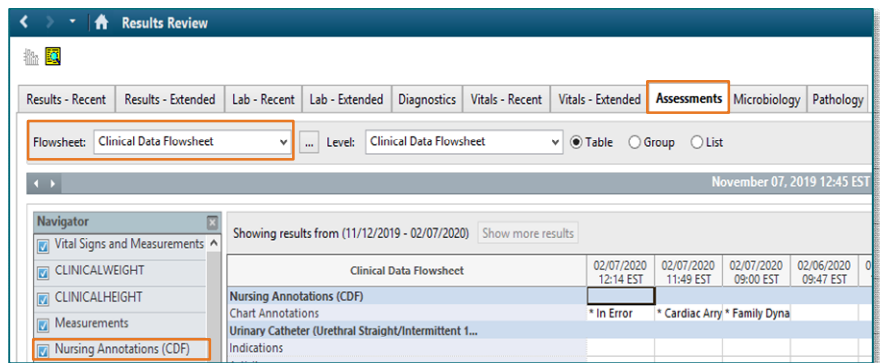 Results Review
Results - Recent Results - Extended Lab - Recent Lab - Extended Diagnostics Vitals - Recent Vitals - Extended Assessments Microbiology Pathology
Flowsheet: Clinical Data Flowsheet ... Level: Clinical Data Flowsheet Table Group List
November 07, 2019 12:45 EST
Navigator
Showing results from (11/12/2019 - 02/07/2020) Show more results
Vital Signs and Measurements
CLINICALWEIGHT
CLINICALHEIGHT
Measurements
Nursing Annotations (CDF)
Clinical Data Flowsheet
02/07/2020 02/07/2020 02/07/2020 02/06/2020 0
12:14 EST 11:49 EST 09:00 EST 09:47 EST
Nursing Annotations (CDF)
Chart Annotations * In Error * Cardiac Arry * Family Dyna
Urinary Catheter (Urethral Straight/Intermittent 1...
Indications